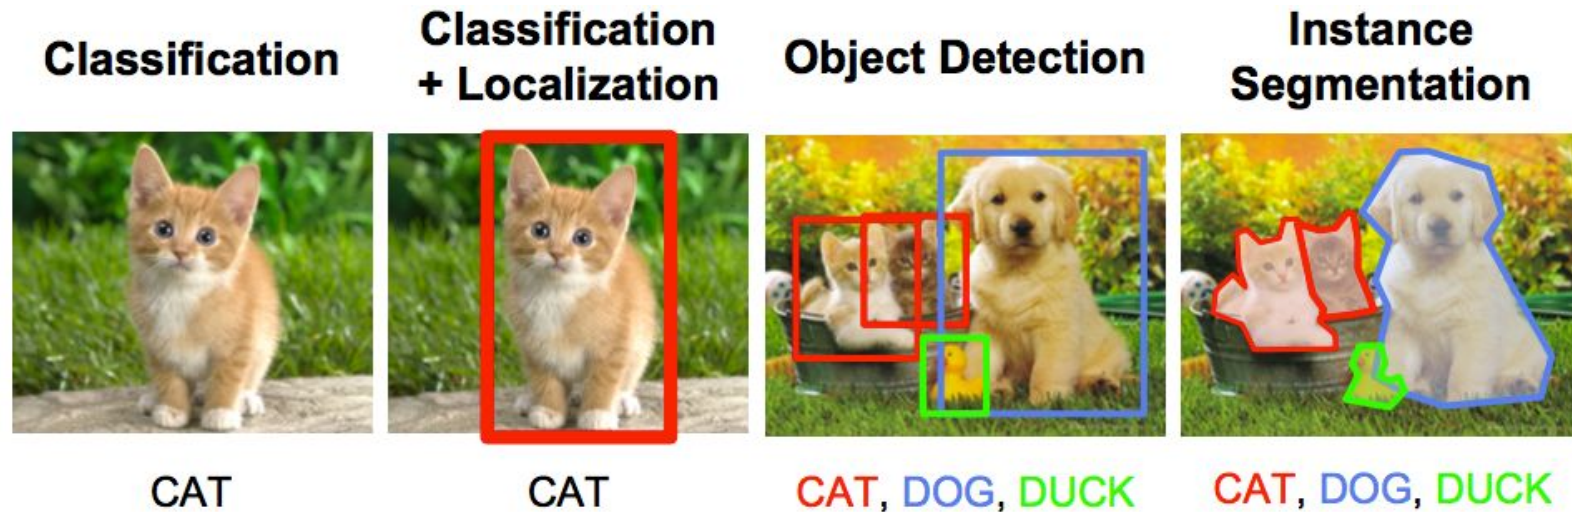 Classification
Classification
+ Localization
Object Detection
Instance
Segmentation
CAT
CAT
CAT, DOG, DUCK
CAT, DOG, DUCK